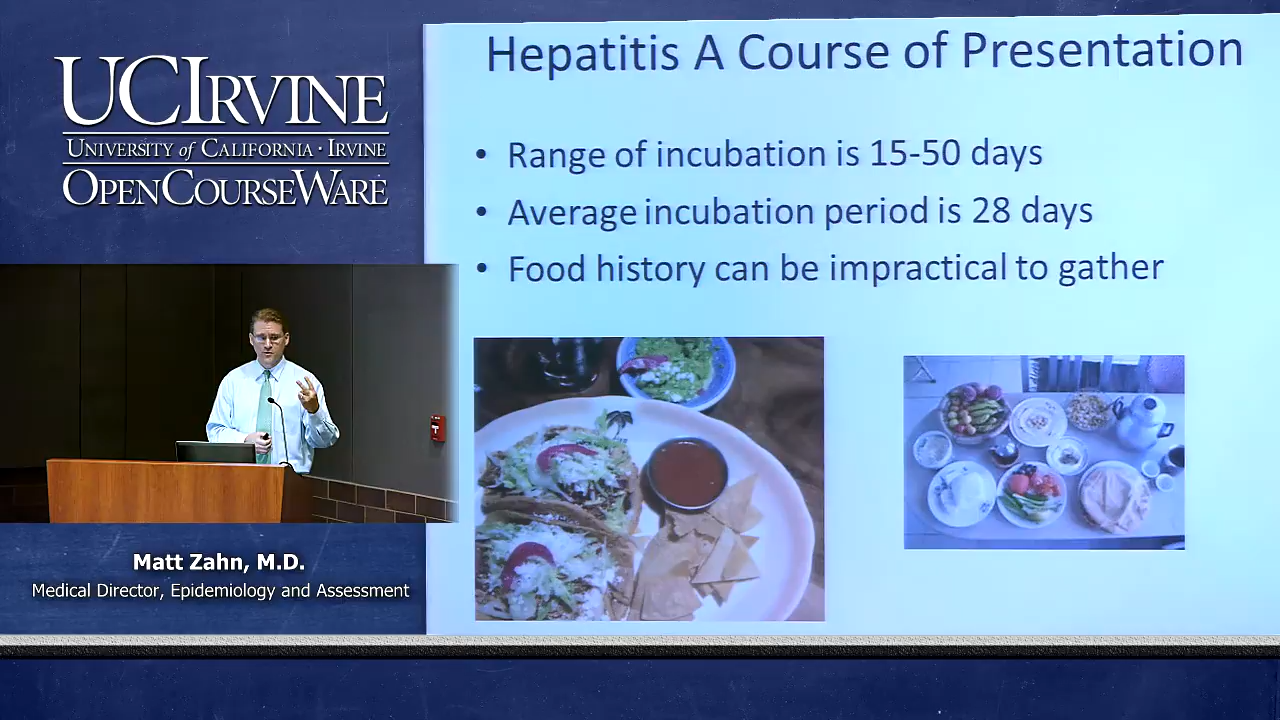 UCIRVINE
UNIVERSITY of CALIFORNIA · IRVINE
OPENCOURSEWARE
Hepatitis A Course of Presentation
• Range of incubation is 15-50 days
• Average incubation period is 28 days
• Food history can be impractical to gather
Matt Zahn, M.D.
Medical Director, Epidemiology and Assessment